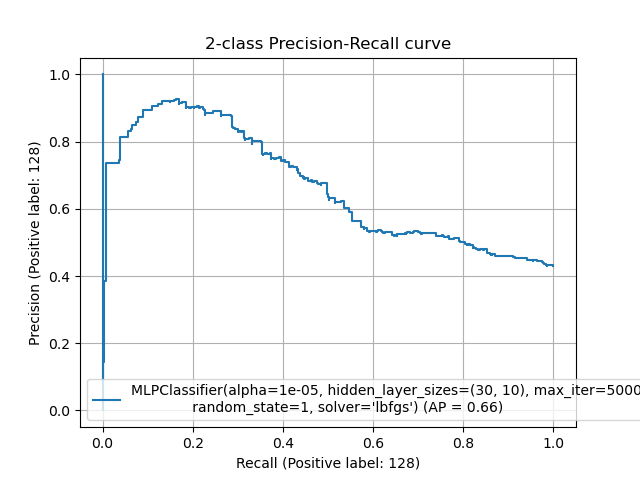 2-class Precision-Recall curve
1.0
0.8
0.6
0.4
0.2
0.0
Precision (Positive label: 128)
MLPClassifier(alpha=1e-05, hidden_layer_sizes=(30, 10), max_iter=5000
random_state=1, solver='lbfgs') (AP = 0.66)
0.0 0.2 0.4 0.6 0.8 1.0
Recall (Positive label: 128)